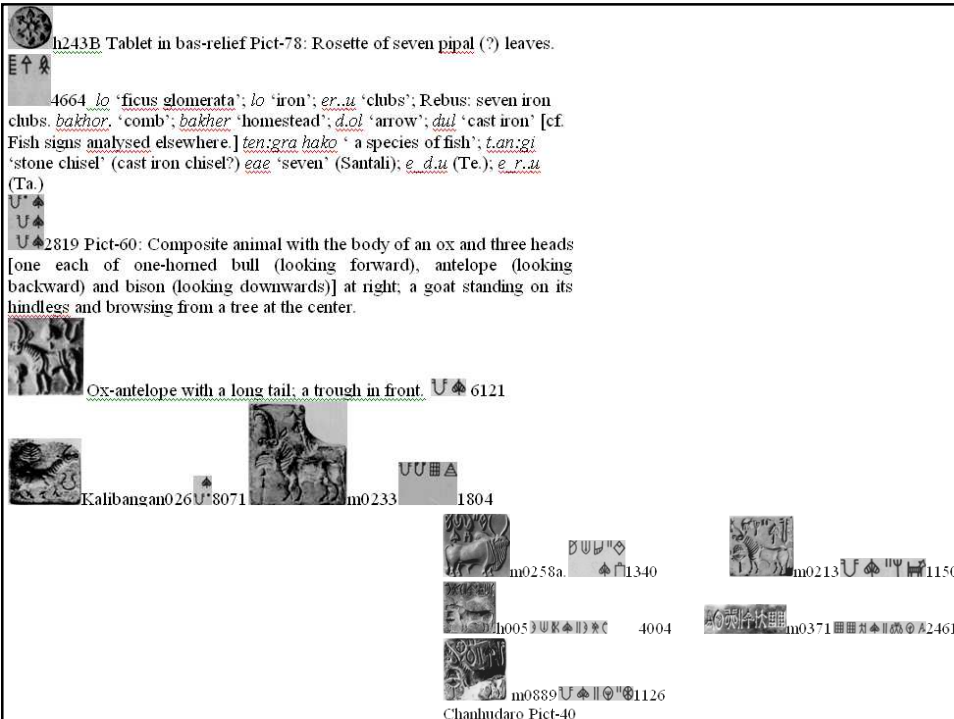 h243B Tablet in bas-relief Pict-78: Rosette of seven pipal (?) leaves.
4664 lo ‘ficus glomerata’; lo ‘iron’; er..u ‘clubs’; Rebus: seven iron
clubs. bakhor. ‘comb’; bakher ‘homestead’; d.ol ‘arrow’; dul ‘cast iron’ [cf.
Fish signs analysed elsewhere.] ten:gra hako ‘ a species of fish’; t.an:gi
‘stone chisel’ (cast iron chisel?) eae ‘seven’ (Santali); e_d.u (Te.); e_r..u
(Ta.)
2819 Pict-60: Composite animal with the body of an ox and three heads
[one each of one-horned bull (looking forward), antelope (looking
backward) and bison (looking downwards)] at right; a goat standing on its
hindlegs and browsing from a tree at the center.
Ox-antelope with a long tail; a trough in front. 6121
Kalibangan026 8071 m0233 1804
m0258a. 1340 m0213 1150
h005 4004 m0371 2461
m0889 1126
Chanhudaro Pict-40